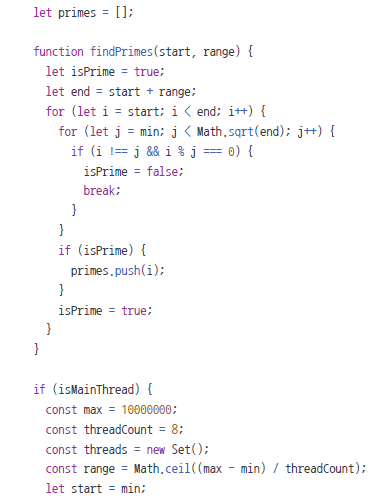 let primes = [];
function findPrimes(start, range) {
let isPrime = true;
let end = start + range;
for (let i = start; i < end; i++) {
for (let j = min; j < Math.sqrt(end); j++) {
if (i !== j && i % j === 0) {
isPrime = false;
break;
}
}
if (isPrime) {
primes.push(i);
}
isPrime = true;
}
}
if (isMainThread) {
const max = 10000000;
const threadCount = 8;
const threads = new Set();
const range = Math.ceil((max - min) / threadCount);
let start = min;